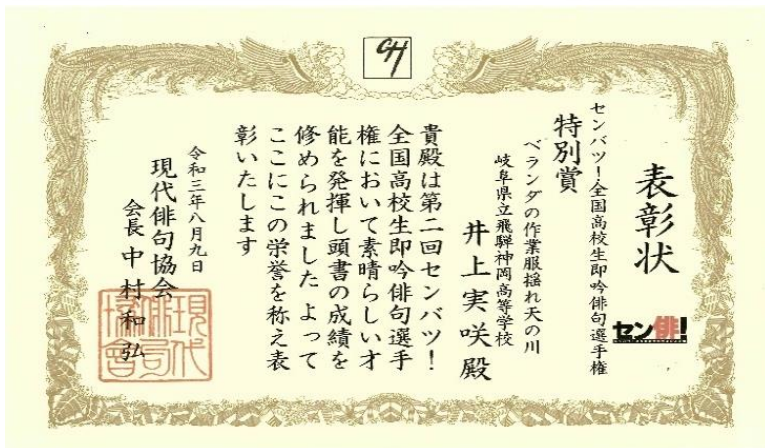 GH
表彰状
セン俳!
センバツ!全国高校生即吟俳句選手権
特別賞
ベランダの作業服揺れ天の川
岐阜県立飛騨神岡高等学校
井上実咲殿
貴殿は第二回センバツ!
全国高校生即吟俳句選手
権において素晴らしい才
能を発揮し頭書の成績を
修められました よって
ここにこの栄誉を称え表
彰いたします
令和三年八月九日
現代俳句協会
会長 中村和弘
現代
俳句
協會